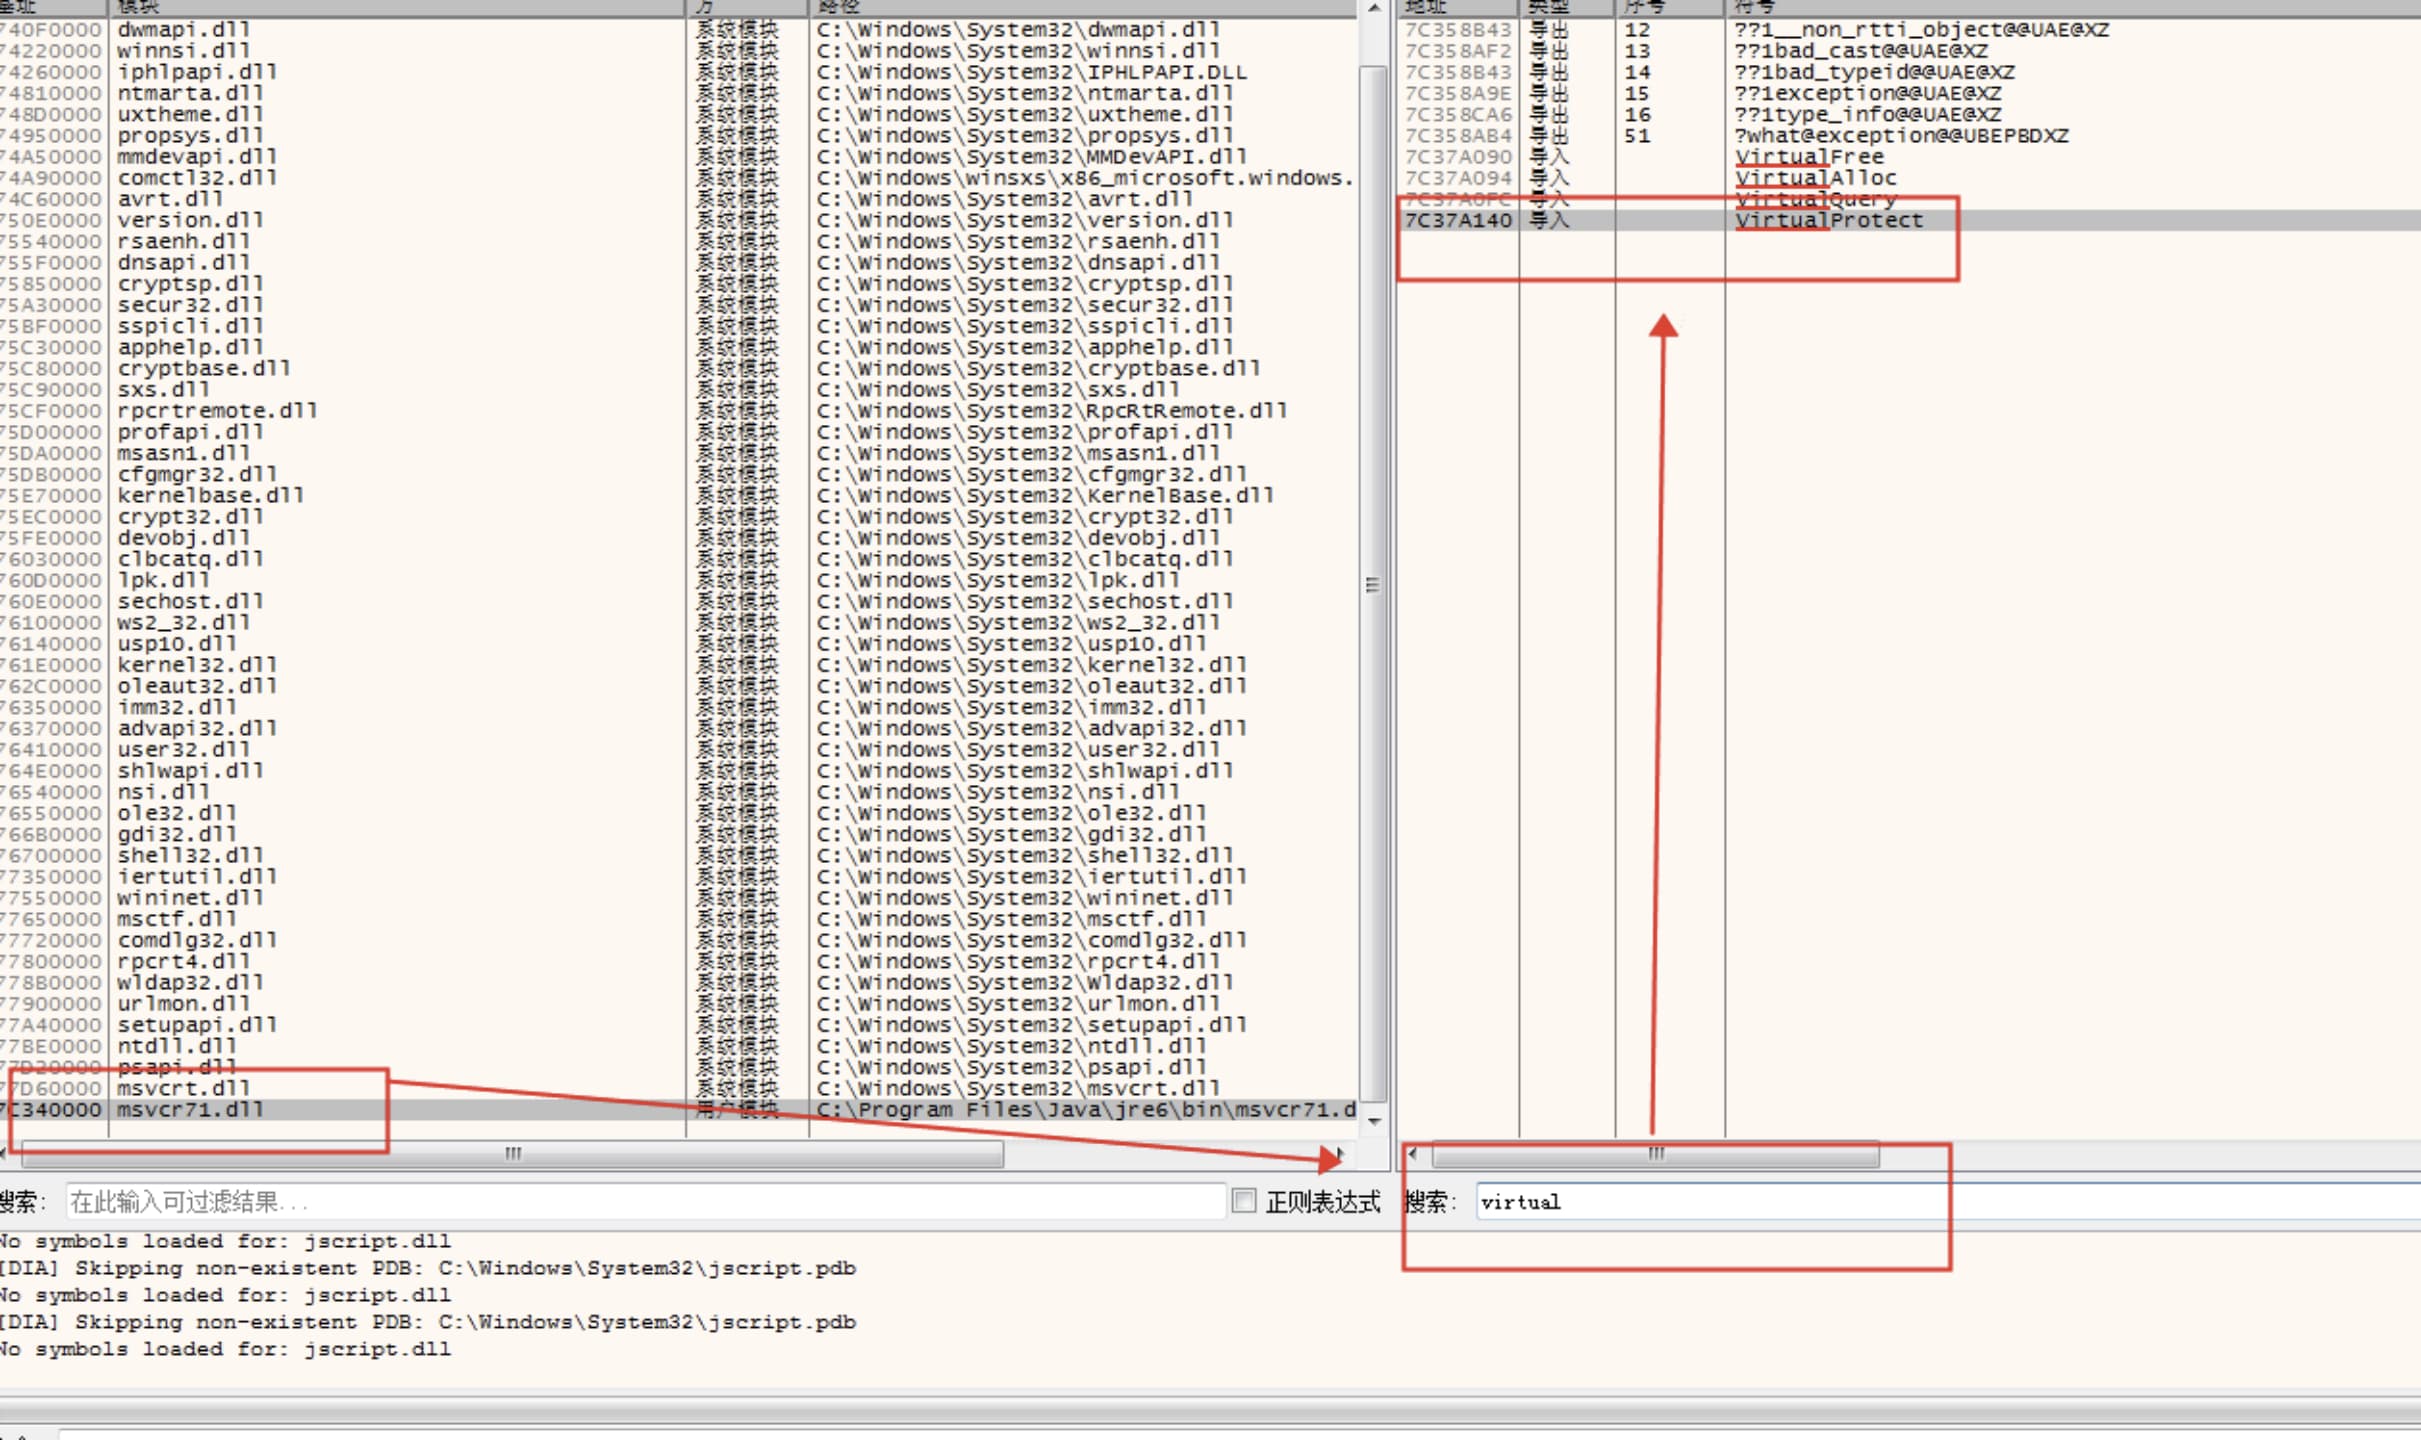 基址 模块 方 路径
740F0000 dwmapi.dll 系统模块 C:\Windows\System32\dwmapi.dll
74220000 winnsi.dll 系统模块 C:\Windows\System32\winnsi.dll
74260000 iphlpapi.dll 系统模块 C:\Windows\System32\IPHLPAPI.DLL
74810000 ntmarta.dll 系统模块 C:\Windows\System32\ntmarta.dll
748D0000 uxtheme.dll 系统模块 C:\Windows\System32\uxtheme.dll
74950000 propsys.dll 系统模块 C:\Windows\System32\propsys.dll
74A50000 mmdevapi.dll 系统模块 C:\Windows\System32\MMDevAPI.dll
74A90000 comctl32.dll 系统模块 C:\Windows\winsxs\x86_microsoft.windows.
74C60000 avrt.dll 系统模块 C:\Windows\System32\avrt.dll
750E0000 version.dll 系统模块 C:\Windows\System32\version.dll
75540000 rsaenh.dll 系统模块 C:\Windows\System32\rsaenh.dll
755F0000 dnsapi.dll 系统模块 C:\Windows\System32\dnsapi.dll
75850000 cryptsp.dll 系统模块 C:\Windows\System32\cryptsp.dll
75A30000 secur32.dll 系统模块 C:\Windows\System32\secur32.dll
75BF0000 sspicli.dll 系统模块 C:\Windows\System32\sspicli.dll
75C30000 apphelp.dll 系统模块 C:\Windows\System32\apphelp.dll
75C80000 cryptbase.dll 系统模块 C:\Windows\System32\cryptbase.dll
75C90000 sxs.dll 系统模块 C:\Windows\System32\sxs.dll
75CF0000 rpcrtremote.dll 系统模块 C:\Windows\System32\RpcRtRemote.dll
75D00000 profapi.dll 系统模块 C:\Windows\System32\profapi.dll
75DA0000 msasn1.dll 系统模块 C:\Windows\System32\msasn1.dll
75DB0000 cfgmgr32.dll 系统模块 C:\Windows\System32\cfgmgr32.dll
75E70000 kernelbase.dll 系统模块 C:\Windows\System32\KernelBase.dll
75EC0000 crypt32.dll 系统模块 C:\Windows\System32\crypt32.dll
75FE0000 devobj.dll 系统模块 C:\Windows\System32\devobj.dll
76030000 clbcatq.dll 系统模块 C:\Windows\System32\clbcatq.dll
760D0000 lpk.dll 系统模块 C:\Windows\System32\lpk.dll
760E0000 sechost.dll 系统模块 C:\Windows\System32\sechost.dll
76100000 ws2_32.dll 系统模块 C:\Windows\System32\ws2_32.dll
76140000 usp10.dll 系统模块 C:\Windows\System32\usp10.dll
761E0000 kernel32.dll 系统模块 C:\Windows\System32\kernel32.dll
762C0000 oleaut32.dll 系统模块 C:\Windows\System32\oleaut32.dll
76350000 imm32.dll 系统模块 C:\Windows\System32\imm32.dll
76370000 advapi32.dll 系统模块 C:\Windows\System32\advapi32.dll
76410000 user32.dll 系统模块 C:\Windows\System32\user32.dll
764E0000 shlwapi.dll 系统模块 C:\Windows\System32\shlwapi.dll
76540000 nsi.dll 系统模块 C:\Windows\System32\nsi.dll
76550000 ole32.dll 系统模块 C:\Windows\System32\ole32.dll
766B0000 gdi32.dll 系统模块 C:\Windows\System32\gdi32.dll
76700000 shell32.dll 系统模块 C:\Windows\System32\shell32.dll
77350000 iertutil.dll 系统模块 C:\Windows\System32\iertutil.dll
77550000 wininet.dll 系统模块 C:\Windows\System32\wininet.dll
77650000 msctf.dll 系统模块 C:\Windows\System32\msctf.dll
77720000 comdlg32.dll 系统模块 C:\Windows\System32\comdlg32.dll
77800000 rpcrt4.dll 系统模块 C:\Windows\System32\rpcrt4.dll
778B0000 wldap32.dll 系统模块 C:\Windows\System32\Wldap32.dll
77900000 urlmon.dll 系统模块 C:\Windows\System32\urlmon.dll
77A40000 setupapi.dll 系统模块 C:\Windows\System32\setupapi.dll
77BE0000 ntdll.dll 系统模块 C:\Windows\System32\ntdll.dll
77D20000 psapi.dll 系统模块 C:\Windows\System32\psapi.dll
77D60000 msvcrt.dll 系统模块 C:\Windows\System32\msvcrt.dll
7C340000 msvcr71.dll 用户模块 C:\Program Files\Java\jre6\bin\msvcr71.d
搜索: 在此输入可过滤结果... 正则表达式
地址 类型 序号 符号
7C358B43 导出 12 ??1__non_rtti_object@@UAE@XZ
7C358AF2 导出 13 ??1bad_cast@@UAE@XZ
7C358B43 导出 14 ??1bad_typeid@@UAE@XZ
7C358A9E 导出 15 ??1exception@@UAE@XZ
7C358CA6 导出 16 ??1type_info@@UAE@XZ
7C358AB4 导出 51 ?what@exception@@UBEPBDXZ
7C37A090 导入 VirtualFree
7C37A094 导入 VirtualAlloc
7C37A0FC 导入 VirtualQuery
7C37A140 导入 VirtualProtect
搜索: virtual
No symbols loaded for: jscript.dll
[DIA] Skipping non-existent PDB: C:\Windows\System32\jscript.pdb
No symbols loaded for: jscript.dll
[DIA] Skipping non-existent PDB: C:\Windows\System32\jscript.pdb
No symbols loaded for: jscript.dll